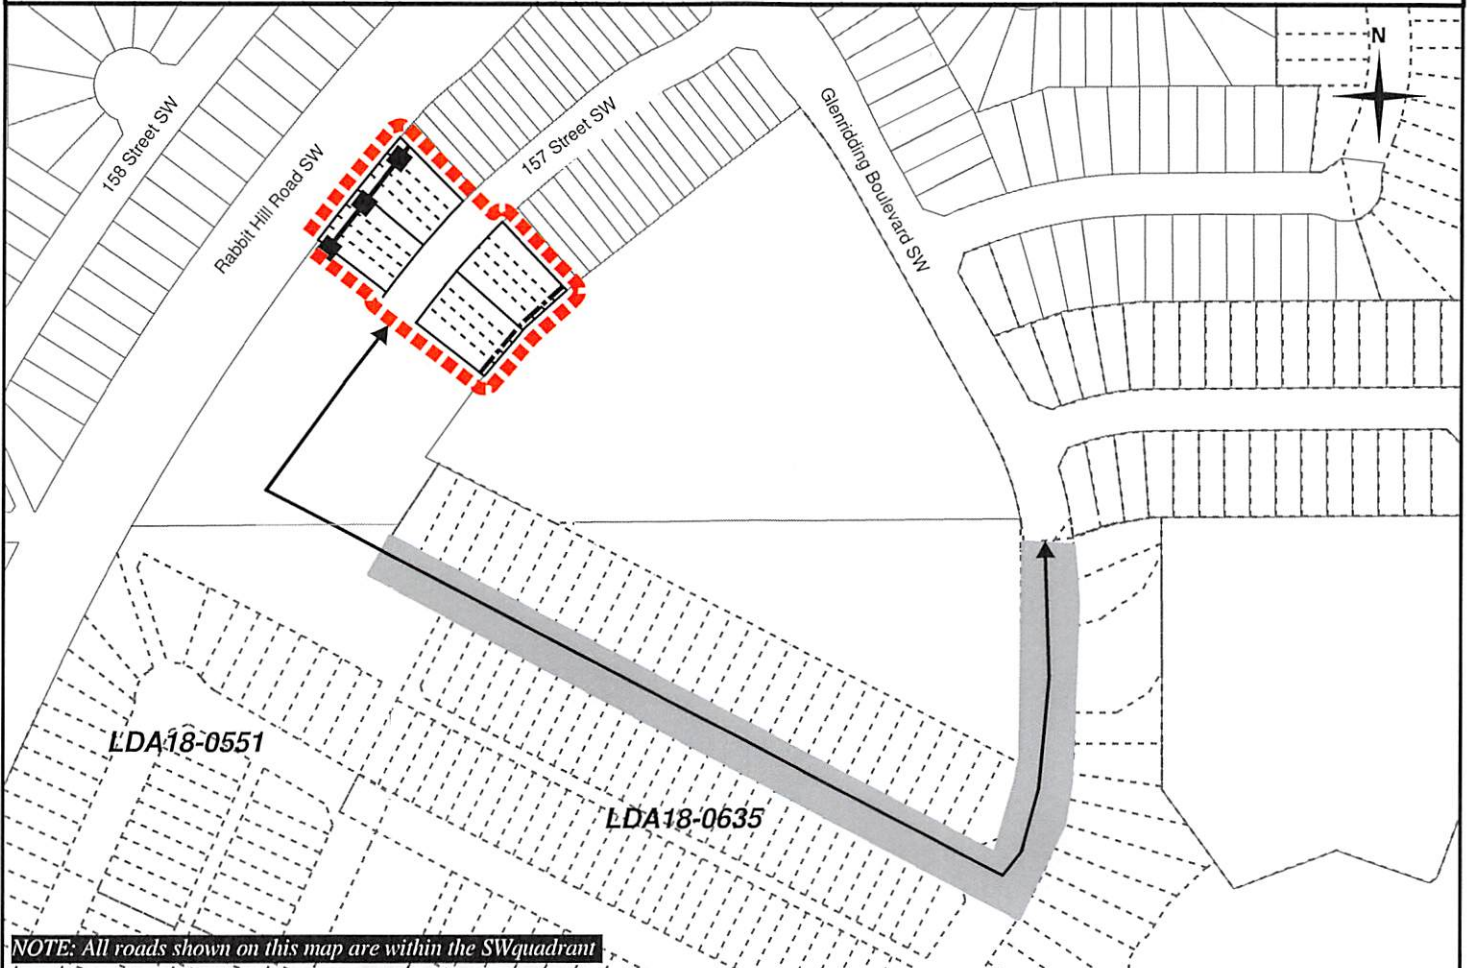 N
158 Street SW
Rabbit Hill Road SW
157 Street SW
Glenridding Boulevard SW
LDA18-0551
LDA18-0635
NOTE: All roads shown on this map are within the SWquadrant